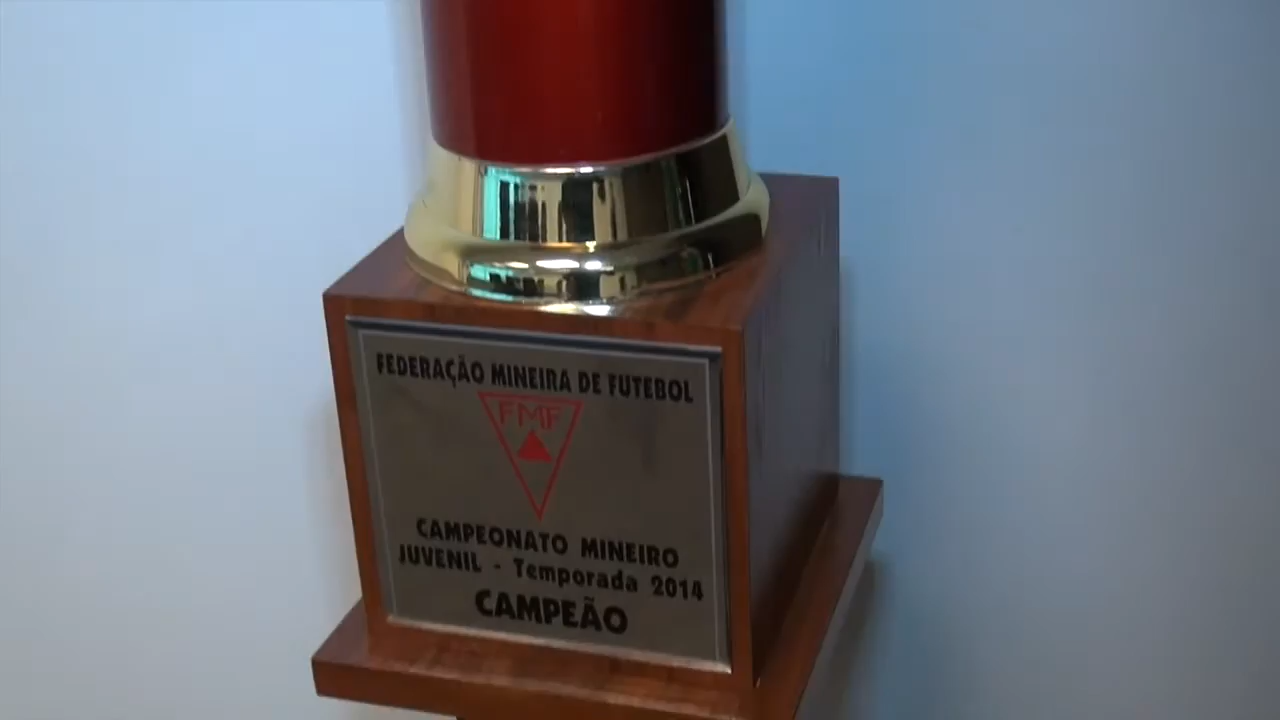 FEDERAÇÃO MINEIRA DE FUTEBOL
FMF
CAMPEONATO MINEIRO
JUVENIL - Temporada 2014
CAMPEÃO